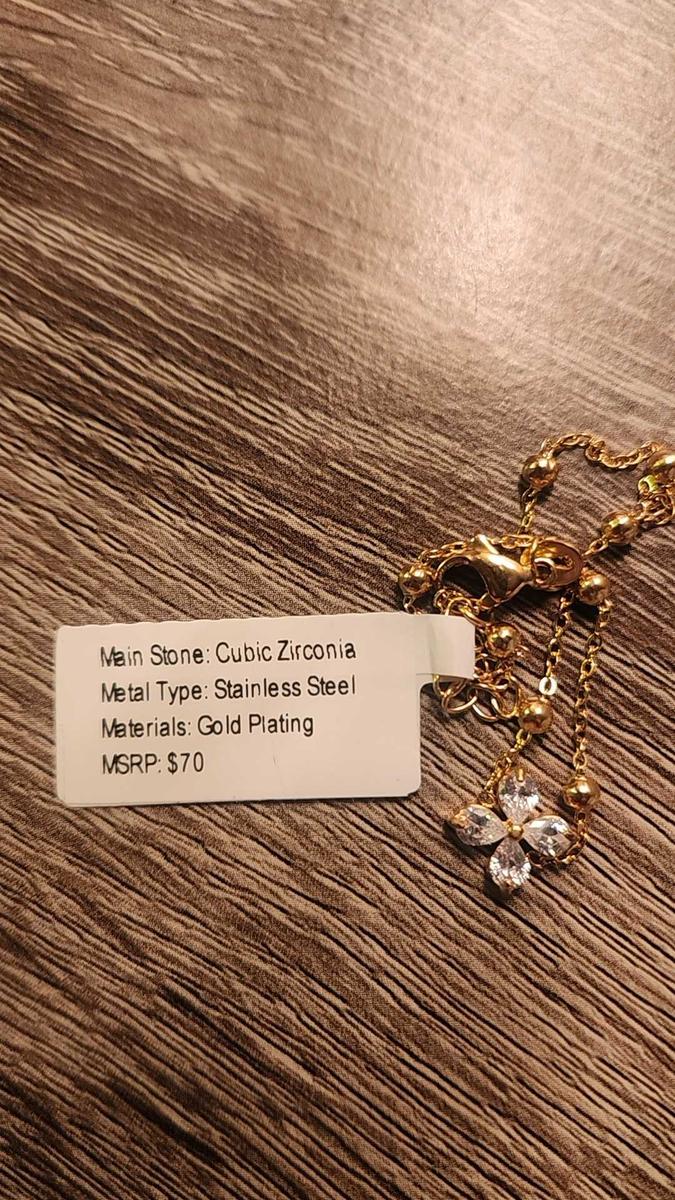 Main Stone: Cubic Zirconia
Metal Type: Stainless Steel
Materials: Gold Plating
MSRP: $70